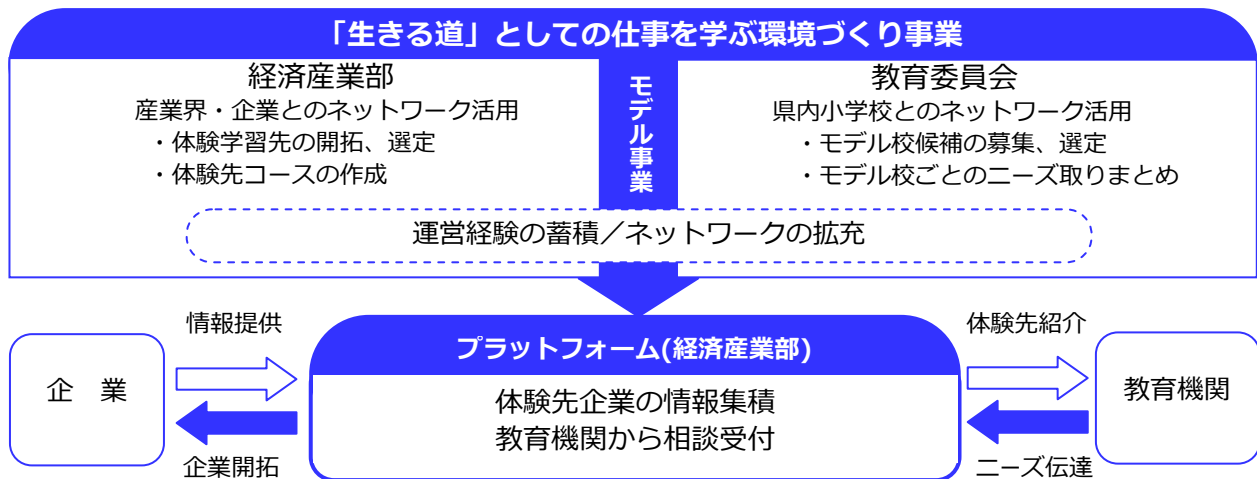 「生きる道」としての仕事を学ぶ環境づくり事業
経済産業部
産業界・企業とのネットワーク活用
・体験学習先の開拓、選定
・体験先コースの作成
モデル事業
教育委員会
県内小学校とのネットワーク活用
・モデル校候補の募集、選定
・モデル校ごとのニーズ取りまとめ
運営経験の蓄積／ネットワークの拡充
企　業
情報提供
企業開拓
プラットフォーム(経済産業部)
体験先企業の情報集積
教育機関から相談受付
体験先紹介
ニーズ伝達
教育機関